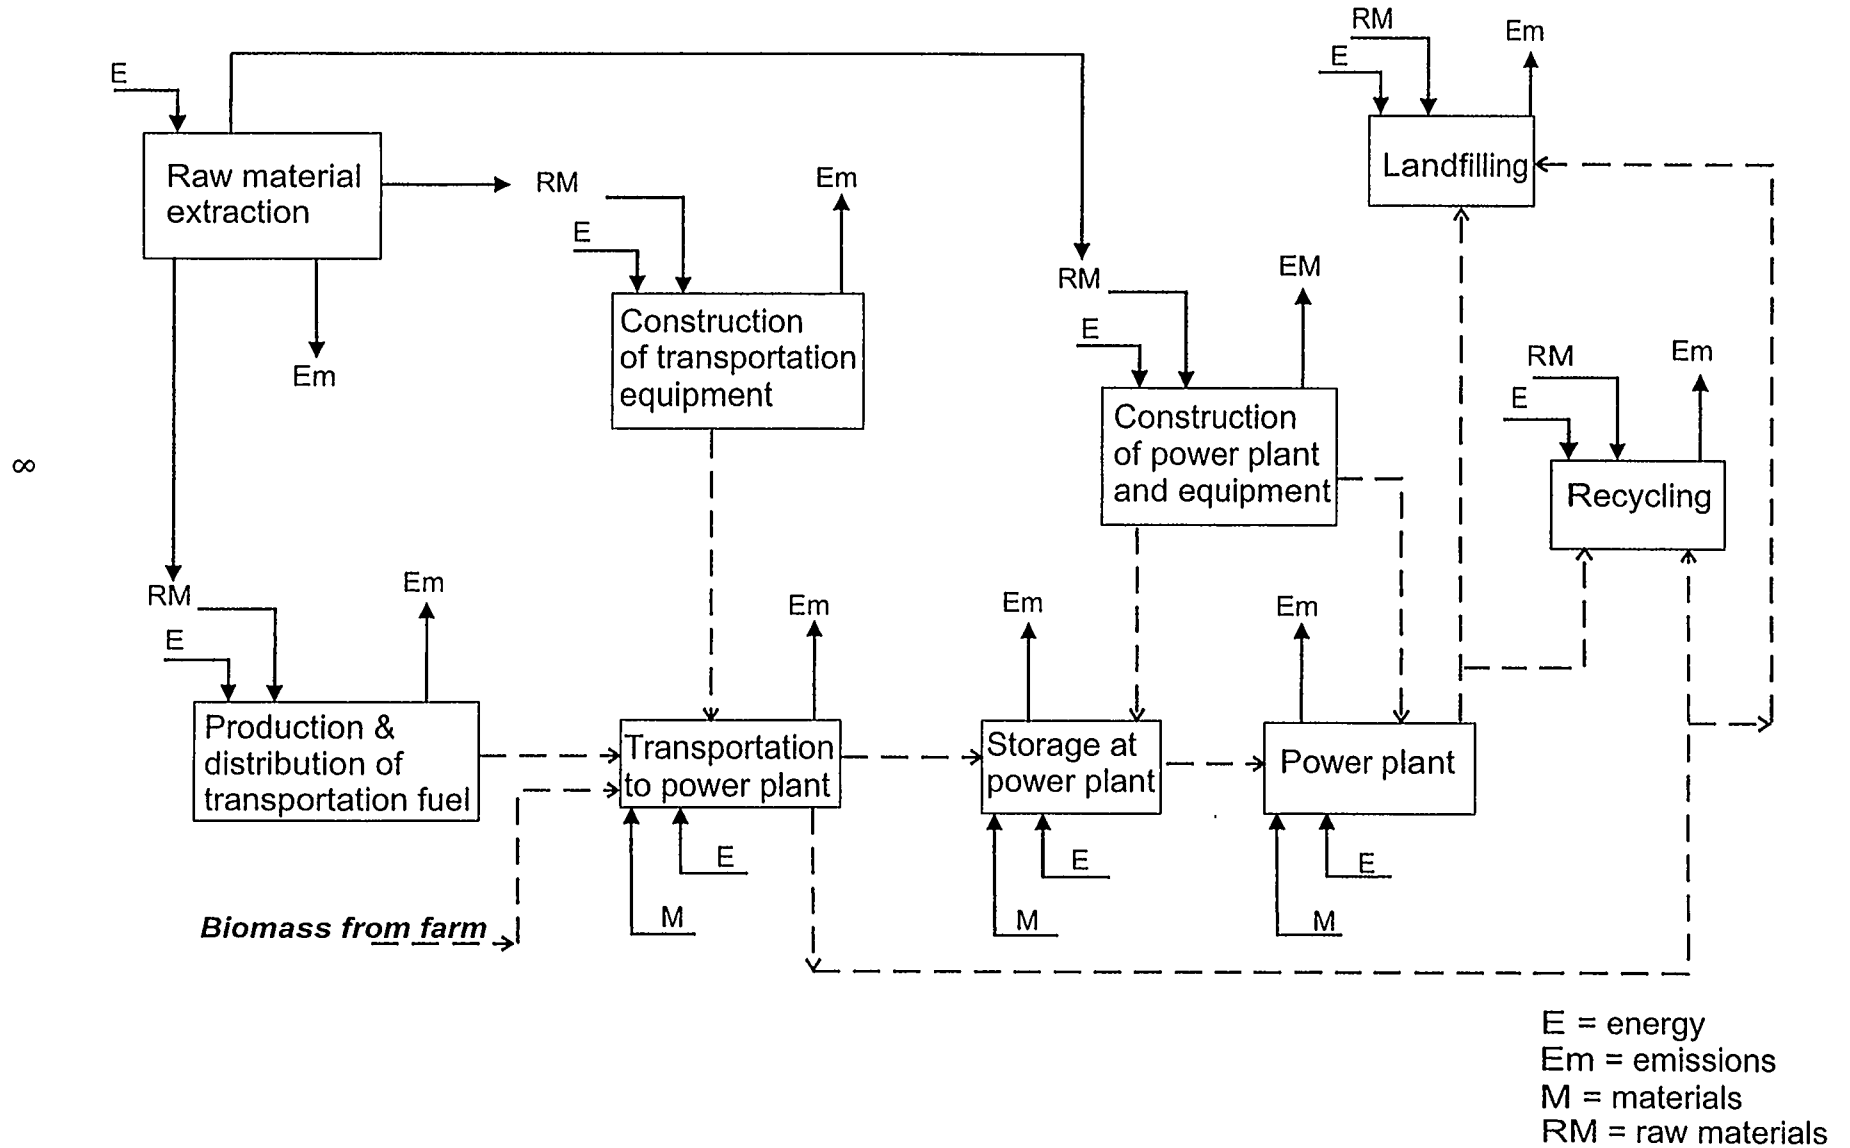 RM
Em
E
E
Raw material
extraction
RM
Em
E
Landfilling
Em
RM
E
EM
Construction
of transportation
equipment
E
RM
Em
E
Construction
of power plant
and equipment
∞
Recycling
RM
Em
E
Em
Em
Em
Production &
distribution of
transportation fuel
Transportation
to power plant
Storage at
power plant
Power plant
E
E
E
Biomass from farm
M
M
M
E = energy
Em = emissions
M = materials
RM = raw materials